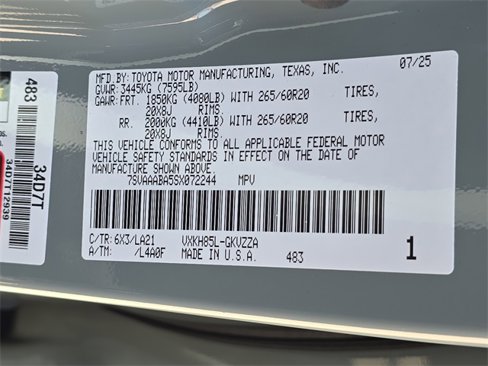 MFD.BY: TOYOTA MOTOR MANUFACTURING, TEXAS, INC. 07/25
GVWR: 3445KG (7595LB)
GAWR: FRT. 1850KG (4080LB) WITH 265/60R20 TIRES,
20X8J RIMS
RR. 2000KG (4410LB) WITH 265/60R20 TIRES,
20X8J RIMS.
THIS VEHICLE CONFORMS TO ALL APPLICABLE FEDERAL MOTOR
VEHICLE SAFETY STANDARDS IN EFFECT ON THE DATE OF
MANUFACTURE SHOWN ABOVE.
7SVAAABA5SX072244 MPV
C/TR: 6X3/LA21 VXKH85L-GKVZZA
A/TM: /L4A0F MADE IN U.S.A. 483
1
483
34D7T
34D7T12939